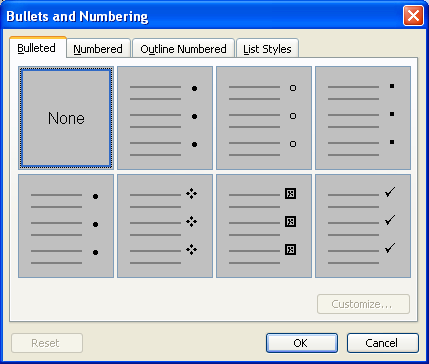 Bullets and Numbering
Bulleted Numbered Outline Numbered List Styles
None
Customize...
Reset OK Cancel